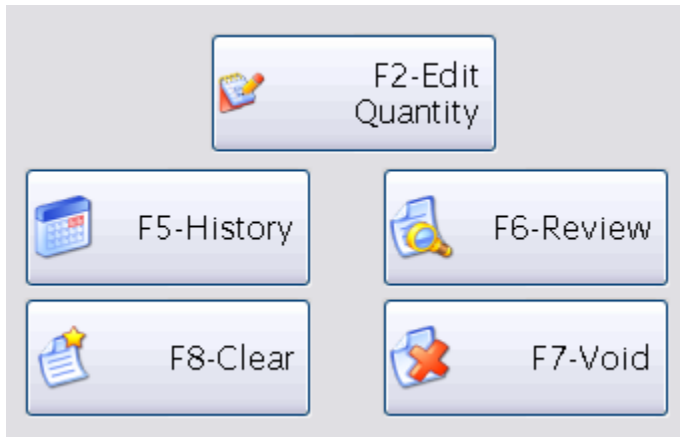 F2-Edit
Quantity
F5-History
F6-Review
F8-Clear
F7-Void